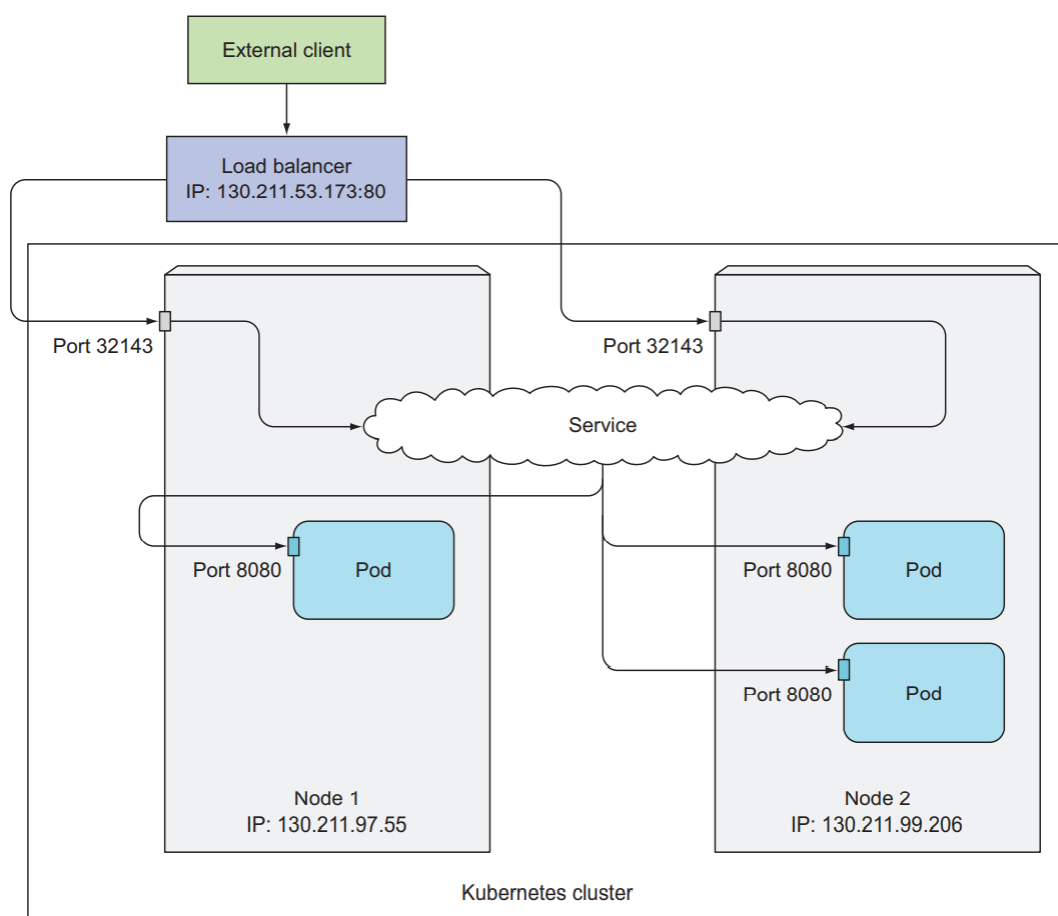 External client
Load balancer
IP: 130.211.53.173:80
Port 32143
Port 32143
Service
Port 8080
Pod
Port 8080
Pod
Port 8080
Pod
Node 1
IP: 130.211.97.55
Node 2
IP: 130.211.99.206
Kubernetes cluster